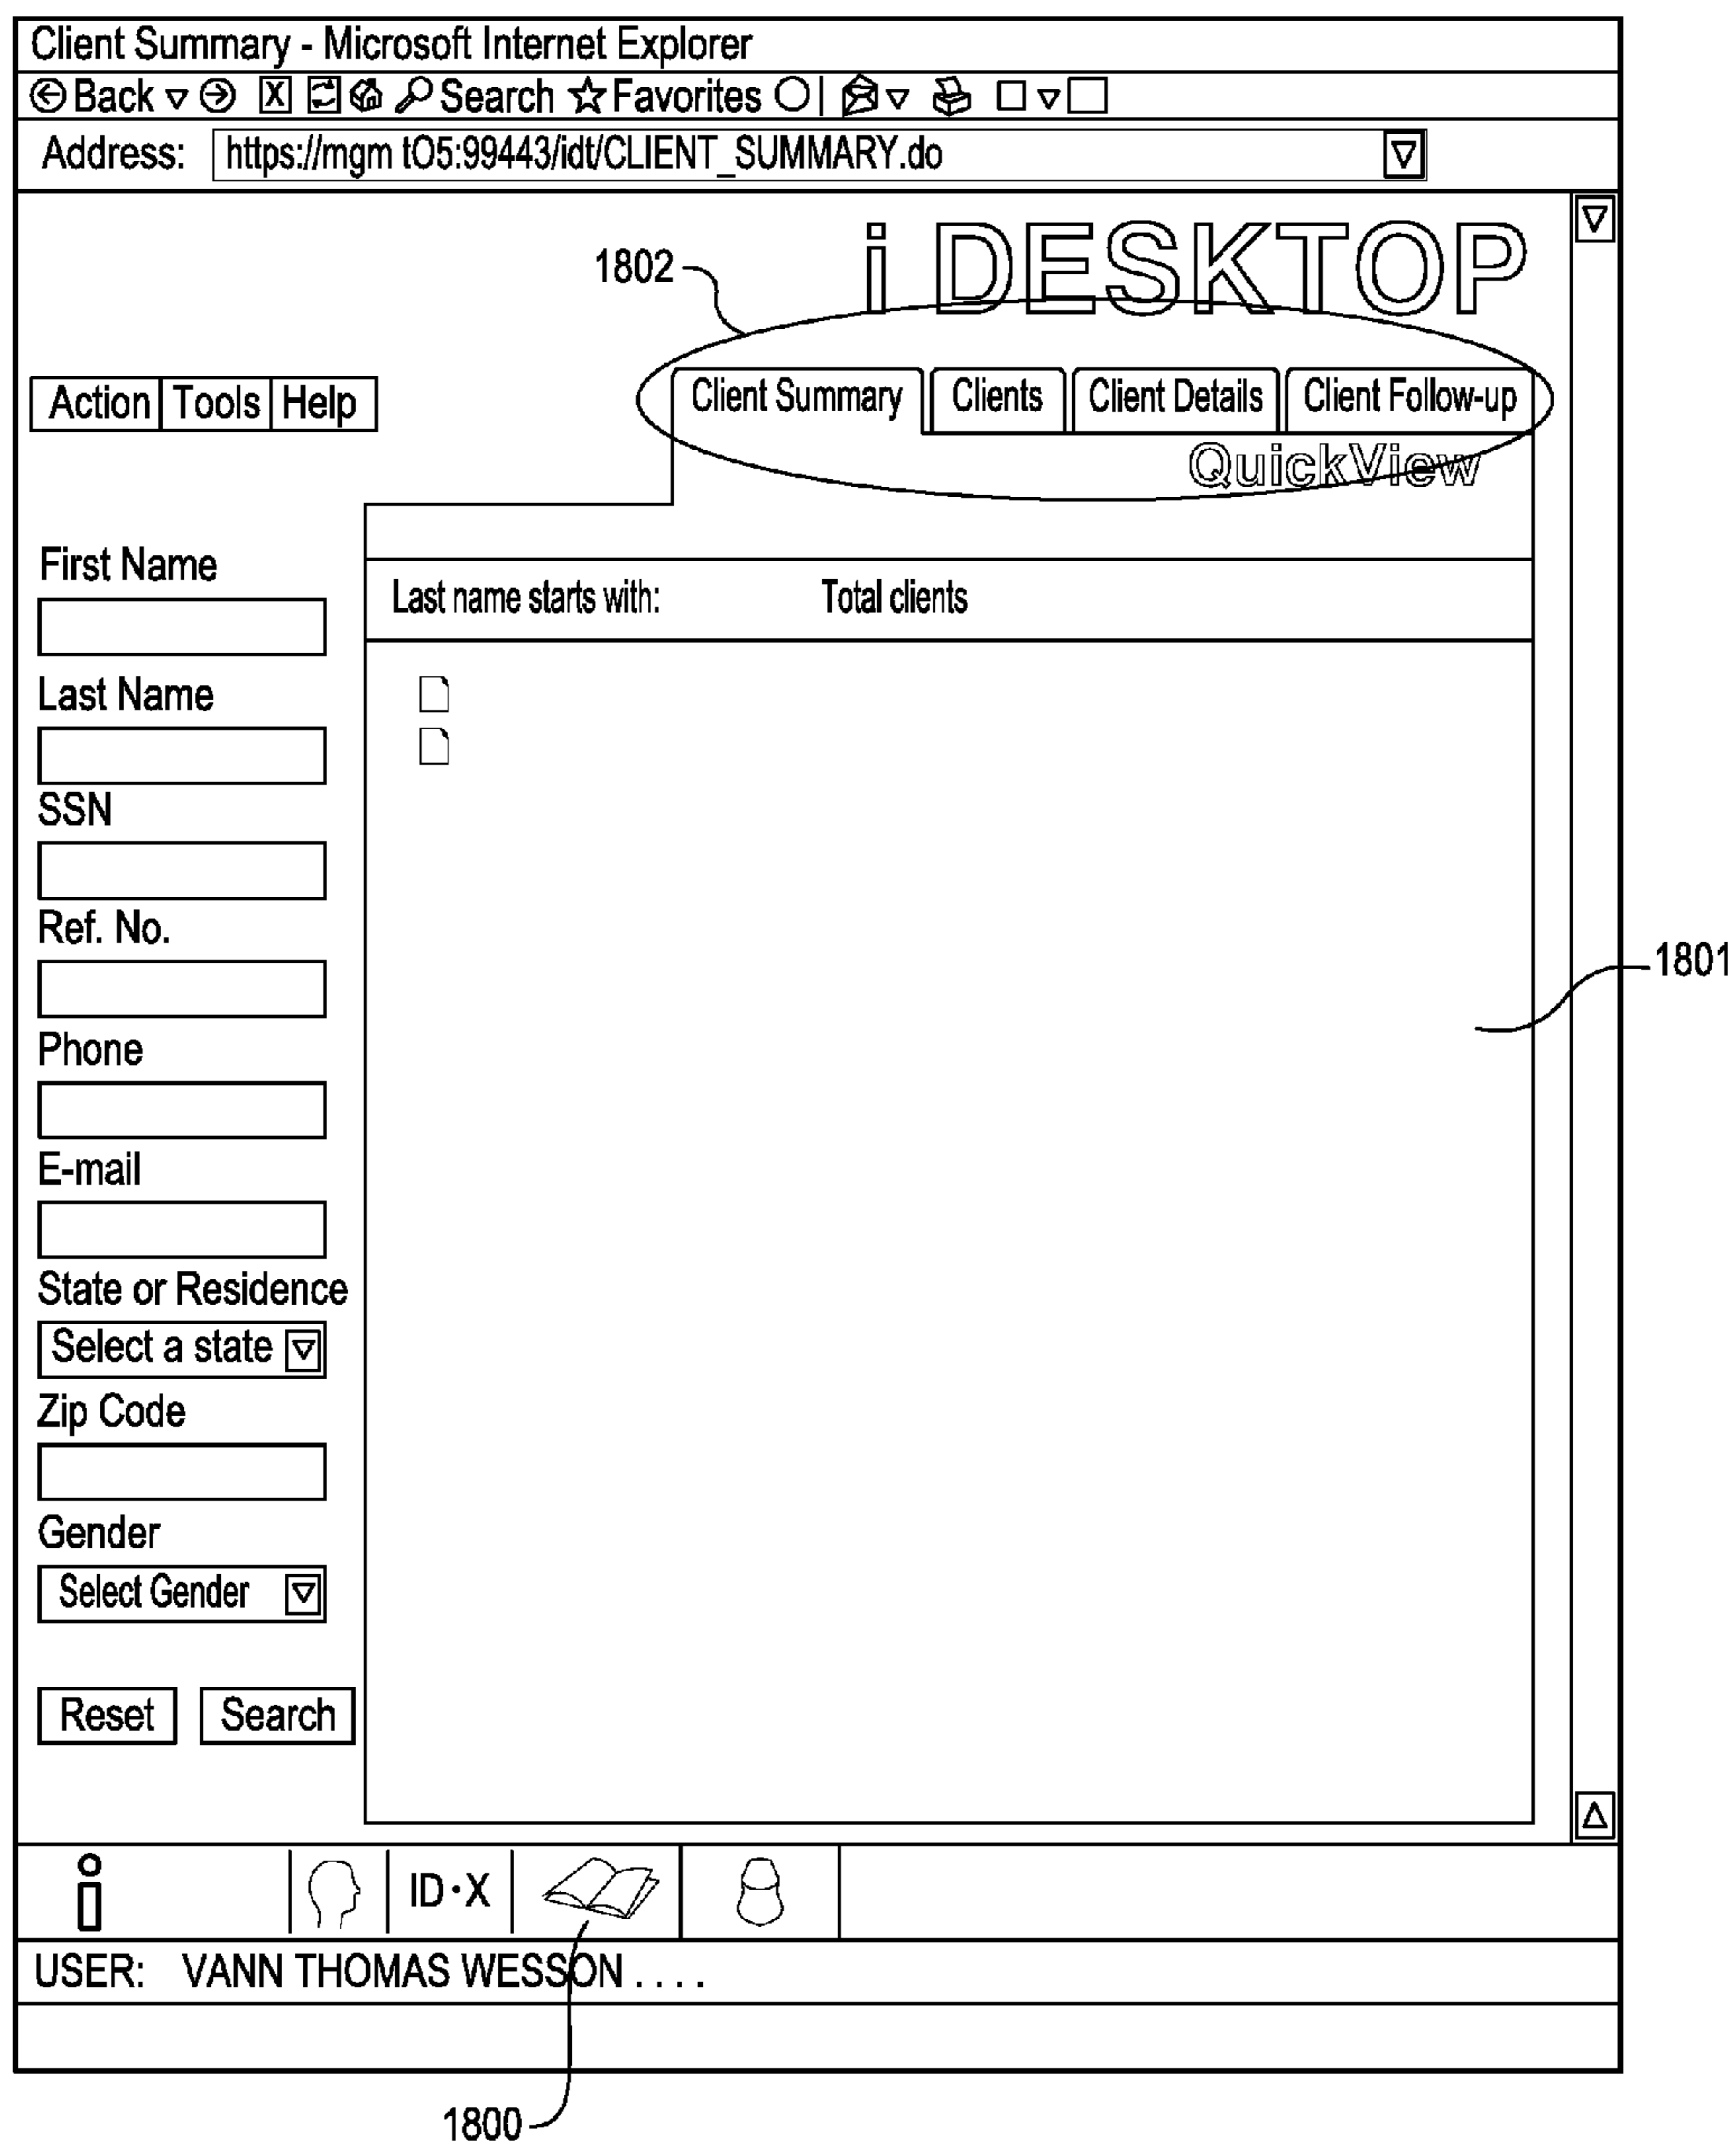 Client Summary - Microsoft Internet Explorer
Back X Search Favorites
Address: https://mgm tO5:99443/idt/CLIENT_SUMMARY.do
i DESKTOP
1802
Action Tools Help
Client Summary Clients Client Details Client Follow-up
QuickView
First Name
Last name starts with: Total clients
Last Name
SSN
Ref. No.
1801
Phone
E-mail
State or Residence
Select a state
Zip Code
Gender
Select Gender
Reset Search
i ID·X
USER: VANN THOMAS WESSON . . . .
1800